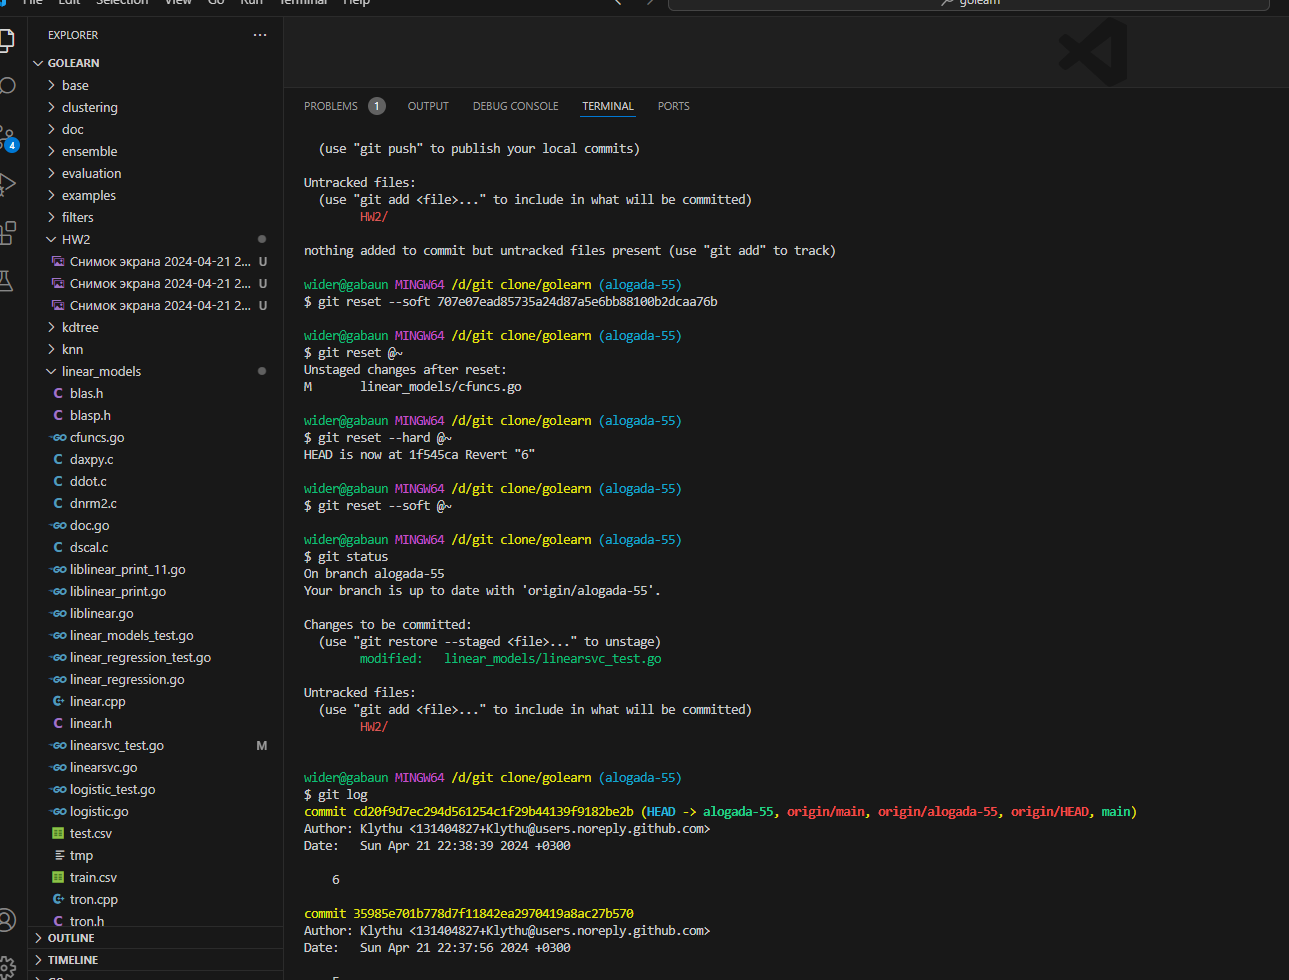 File Edit Selection View Go Run Terminal Help
golearn
EXPLORER
GOLEARN
base
clustering
doc
ensemble
evaluation
examples
filters
HW2
Снимок экрана 2024-04-21 2... U
Снимок экрана 2024-04-21 2... U
Снимок экрана 2024-04-21 2... U
kdtree
knn
linear_models
C blas.h
C blasp.h
GO cfuncs.go
C daxpy.c
C ddot.c
C dnrm2.c
GO doc.go
C dscal.c
GO liblinear_print_11.go
GO liblinear_print.go
GO liblinear.go
GO linear_models_test.go
GO linear_regression_test.go
GO linear_regression.go
C+ linear.cpp
C linear.h
GO linearsvc_test.go M
GO linearsvc.go
GO logistic_test.go
GO logistic.go
test.csv
tmp
train.csv
C+ tron.cpp
C tron.h
OUTLINE
TIMELINE
GO
4
PROBLEMS 1 OUTPUT DEBUG CONSOLE TERMINAL PORTS
(use "git push" to publish your local commits)
Untracked files:
(use "git add <file>..." to include in what will be committed)
HW2/
nothing added to commit but untracked files present (use "git add" to track)
wider@gabaun MINGW64 /d/git clone/golearn (alogada-55)
$ git reset --soft 707e07ead85735a24d87a5e6bb88100b2dcaa76b
wider@gabaun MINGW64 /d/git clone/golearn (alogada-55)
$ git reset @~
Unstaged changes after reset:
M linear_models/cfuncs.go
wider@gabaun MINGW64 /d/git clone/golearn (alogada-55)
$ git reset --hard @~
HEAD is now at 1f545ca Revert "6"
wider@gabaun MINGW64 /d/git clone/golearn (alogada-55)
$ git reset --soft @~
wider@gabaun MINGW64 /d/git clone/golearn (alogada-55)
$ git status
On branch alogada-55
Your branch is up to date with 'origin/alogada-55'.
Changes to be committed:
(use "git restore --staged <file>..." to unstage)
modified: linear_models/linearsvc_test.go
Untracked files:
(use "git add <file>..." to include in what will be committed)
HW2/
wider@gabaun MINGW64 /d/git clone/golearn (alogada-55)
$ git log
commit cd20f9d7ec294d561254c1f29b44139f9182be2b (HEAD -> alogada-55, origin/main, origin/alogada-55, origin/HEAD, main)
Author: Klythu <131404827+Klythu@users.noreply.github.com>
Date: Sun Apr 21 22:38:39 2024 +0300
6
commit 35985e701b778d7f11842ea2970419a8ac27b570
Author: Klythu <131404827+Klythu@users.noreply.github.com>
Date: Sun Apr 21 22:37:56 2024 +0300